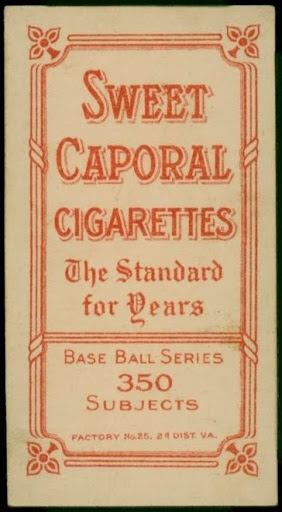 SWEET
CAPORAL
CIGARETTES
The Standard
for Years
BASE BALL SERIES
350
SUBJECTS
FACTORY No. 25, 2d DIST. VA.